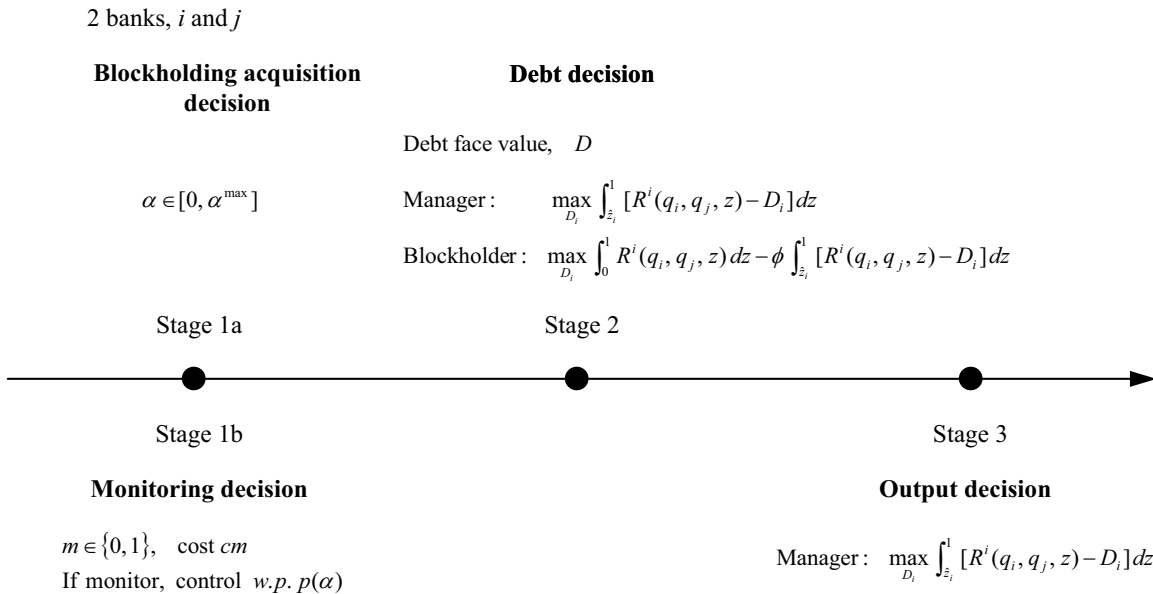 2 banks, i and j
Blockholding acquisition
decision
Debt decision
Debt face value, D
α ∈ [0, α^max]
Manager : max_{D_i} ∫_{ẑ_i}^{1} [R^i(q_i, q_j, z) − D_i] dz
Blockholder : max_{D_i} ∫_{0}^{1} R^i(q_i, q_j, z) dz − ϕ ∫_{ẑ_i}^{1} [R^i(q_i, q_j, z) − D_i] dz
Stage 1a
Stage 2
Stage 1b
Stage 3
Monitoring decision
Output decision
m ∈ {0, 1}, cost cm
If monitor, control w.p. p(α)
Manager : max_{D_i} ∫_{ẑ_i}^{1} [R^i(q_i, q_j, z) − D_i] dz